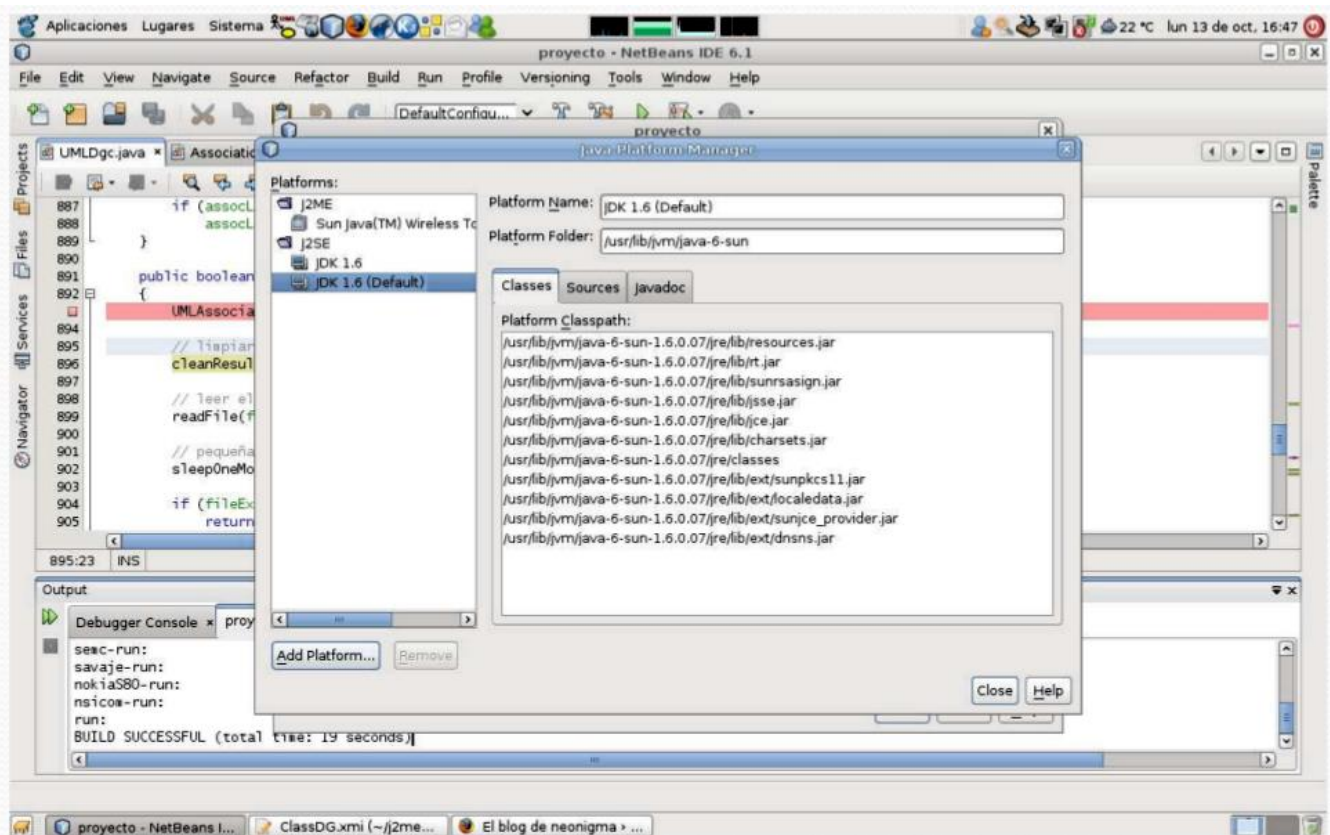 Aplicaciones Lugares Sistema
22 °C lun 13 de oct, 16:47
proyecto - NetBeans IDE 6.1
File Edit View Navigate Source Refactor Build Run Profile Versioning Tools Window Help
DefaultConfigu...
proyecto
Java Platform Manager
Projects
Files
Services
Navigator
Palette
UMLDgc.java
Associatio
887 if (assocL
888 assocL
889 }
890
891 public boolean
892 {
UMLAssocia
894
895 // limpiar
896 cleanResul
897
898 // leer el
899 readFile(f
900
901 // pequeña
902 sleepOneMo
903
904 if (fileEx
905 return
895:23 INS
Platforms:
J2ME
Sun Java(TM) Wireless To
J2SE
JDK 1.6
JDK 1.6 (Default)
Add Platform... Remove
Platform Name: JDK 1.6 (Default)
Platform Folder: /usr/lib/jvm/java-6-sun
Classes Sources Javadoc
Platform Classpath:
/usr/lib/jvm/java-6-sun-1.6.0.07/jre/lib/resources.jar
/usr/lib/jvm/java-6-sun-1.6.0.07/jre/lib/rt.jar
/usr/lib/jvm/java-6-sun-1.6.0.07/jre/lib/sunrsasign.jar
/usr/lib/jvm/java-6-sun-1.6.0.07/jre/lib/jsse.jar
/usr/lib/jvm/java-6-sun-1.6.0.07/jre/lib/jce.jar
/usr/lib/jvm/java-6-sun-1.6.0.07/jre/lib/charsets.jar
/usr/lib/jvm/java-6-sun-1.6.0.07/jre/classes
/usr/lib/jvm/java-6-sun-1.6.0.07/jre/lib/ext/sunpkcs11.jar
/usr/lib/jvm/java-6-sun-1.6.0.07/jre/lib/ext/localedata.jar
/usr/lib/jvm/java-6-sun-1.6.0.07/jre/lib/ext/sunjce_provider.jar
/usr/lib/jvm/java-6-sun-1.6.0.07/jre/lib/ext/dnsns.jar
Close Help
Output
Debugger Console proy
semc-run:
savaje-run:
nokiaS80-run:
nsicom-run:
run:
BUILD SUCCESSFUL (total time: 19 seconds)
proyecto - NetBeans I...
ClassDG.xmi (~/j2me...
El blog de neonigma › ...